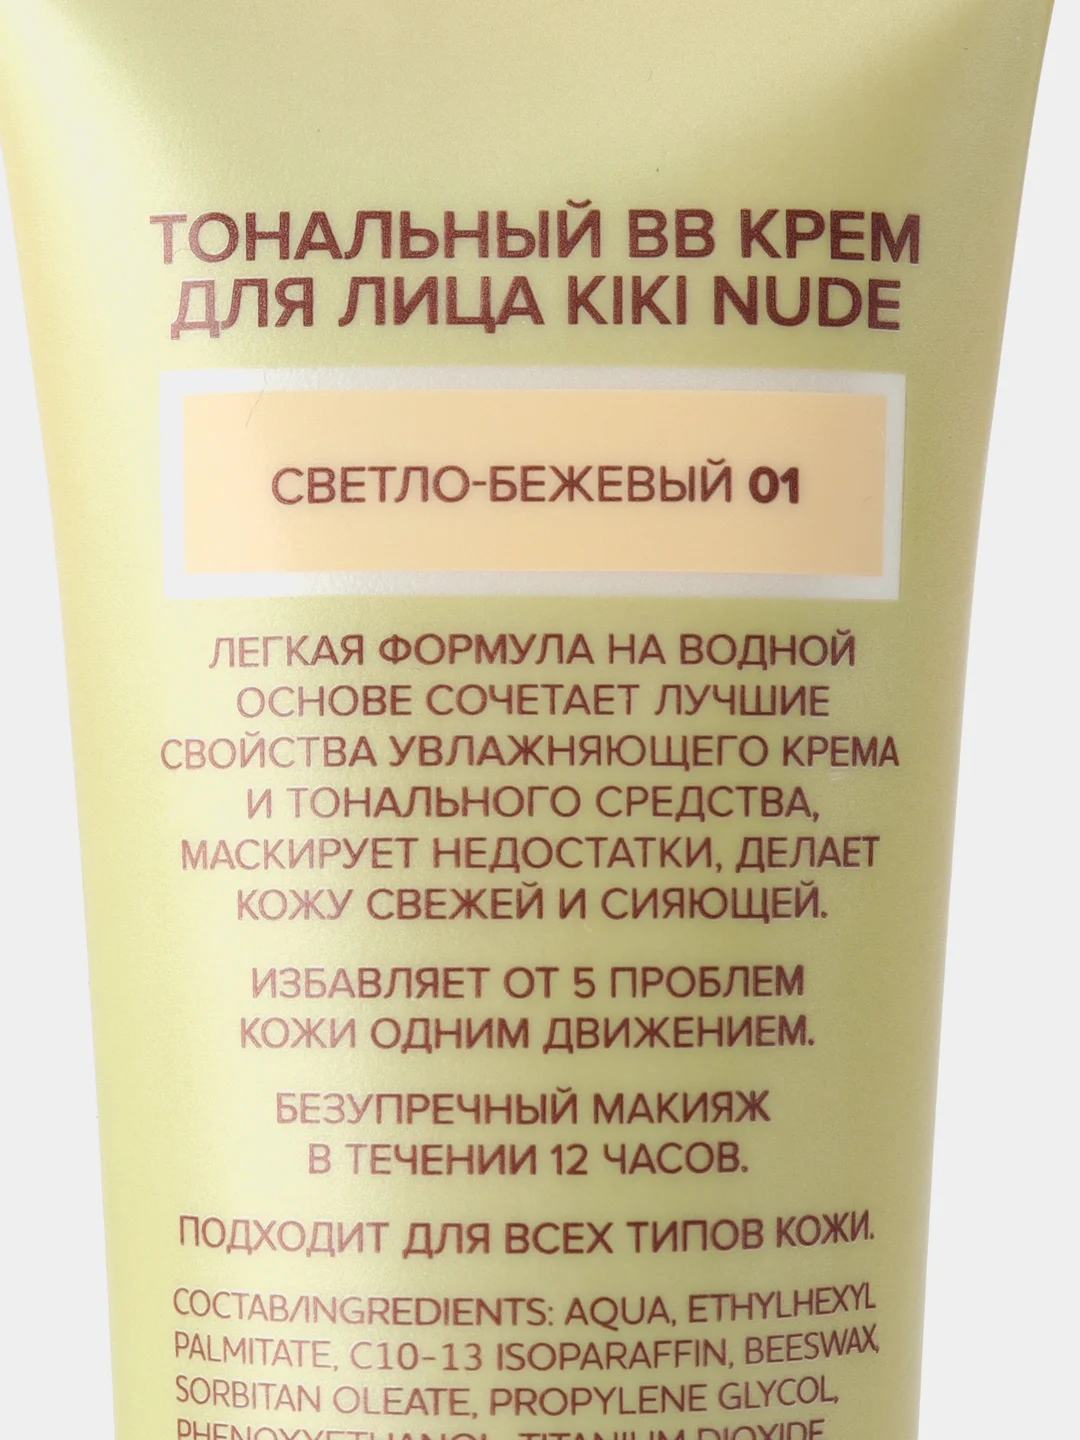 ТОНАЛЬНЫЙ BB КРЕМ
ДЛЯ ЛИЦА KIKI NUDE
СВЕТЛО-БЕЖЕВЫЙ 01
ЛЕГКАЯ ФОРМУЛА НА ВОДНОЙ
ОСНОВЕ СОЧЕТАЕТ ЛУЧШИЕ
СВОЙСТВА УВЛАЖНЯЮЩЕГО КРЕМА
И ТОНАЛЬНОГО СРЕДСТВА,
МАСКИРУЕТ НЕДОСТАТКИ, ДЕЛАЕТ
КОЖУ СВЕЖЕЙ И СИЯЮЩЕЙ.
ИЗБАВЛЯЕТ ОТ 5 ПРОБЛЕМ
КОЖИ ОДНИМ ДВИЖЕНИЕМ.
БЕЗУПРЕЧНЫЙ МАКИЯЖ
В ТЕЧЕНИИ 12 ЧАСОВ.
ПОДХОДИТ ДЛЯ ВСЕХ ТИПОВ КОЖИ.
СОСТАВ/INGREDIENTS: AQUA, ETHYLHEXYL
PALMITATE, C10-13 ISOPARAFFIN, BEESWAX,
SORBITAN OLEATE, PROPYLENE GLYCOL,
PHENOXYETHANOL, TITANIUM DIOXIDE,